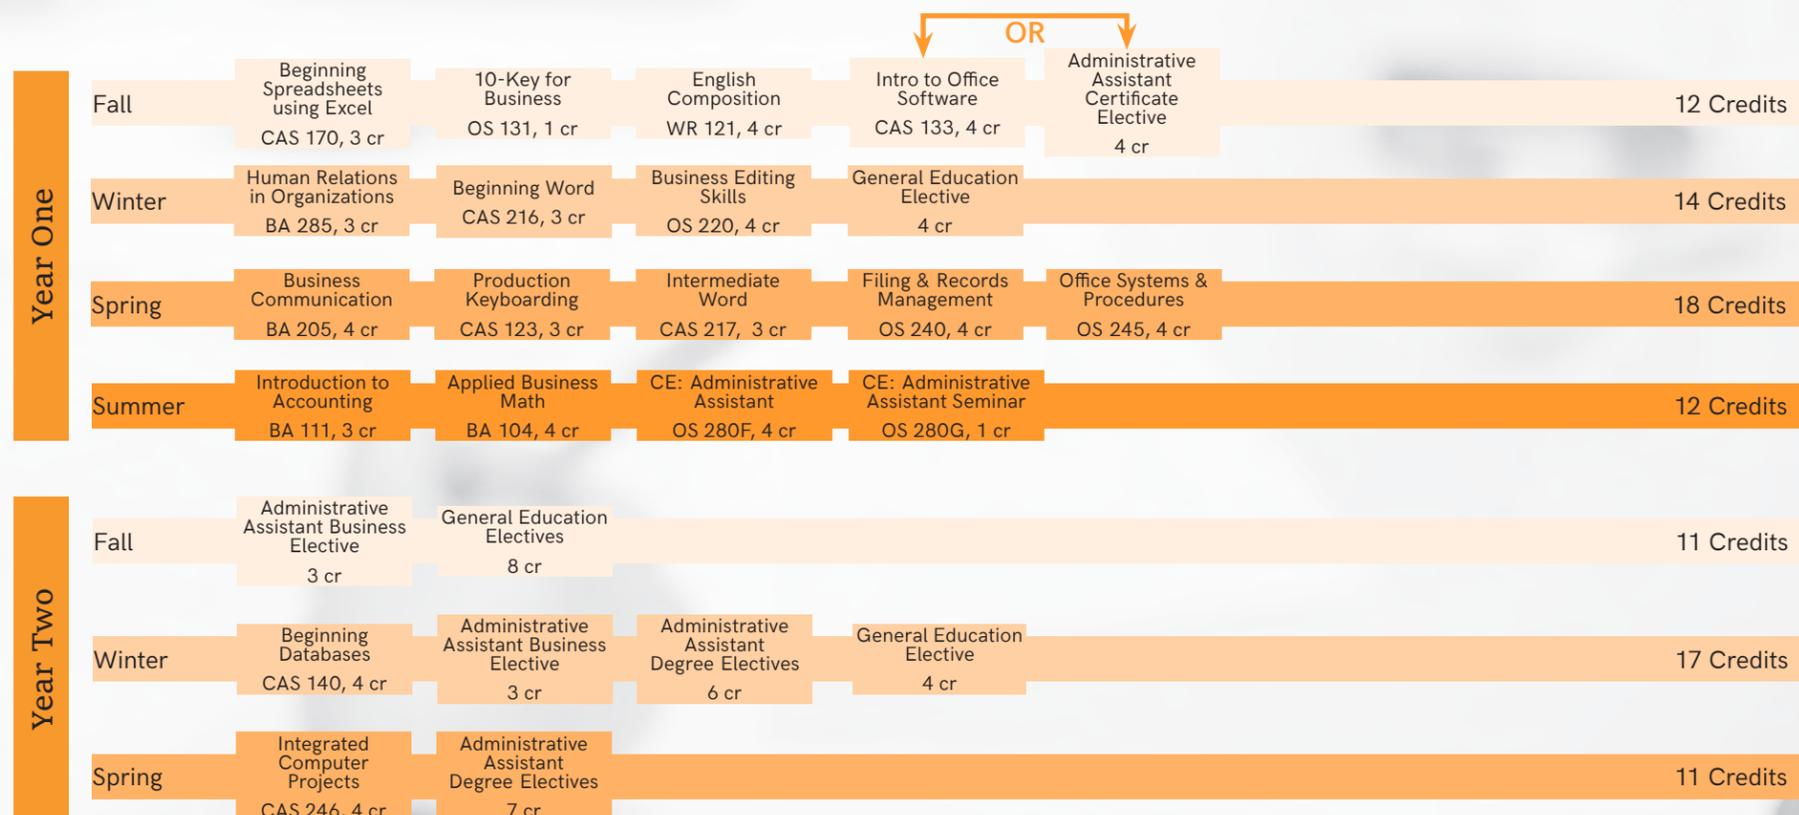 OR
Year One
Fall
Beginning
Spreadsheets
using Excel
CAS 170, 3 cr
10-Key for
Business
OS 131, 1 cr
English
Composition
WR 121, 4 cr
Intro to Office
Software
CAS 133, 4 cr
Administrative
Assistant
Certificate
Elective
4 cr
12 Credits
Winter
Human Relations
in Organizations
BA 285, 3 cr
Beginning Word
CAS 216, 3 cr
Business Editing
Skills
OS 220, 4 cr
General Education
Elective
4 cr
14 Credits
Spring
Business
Communication
BA 205, 4 cr
Production
Keyboarding
CAS 123, 3 cr
Intermediate
Word
CAS 217, 3 cr
Filing & Records
Management
OS 240, 4 cr
Office Systems &
Procedures
OS 245, 4 cr
18 Credits
Summer
Introduction to
Accounting
BA 111, 3 cr
Applied Business
Math
BA 104, 4 cr
CE: Administrative
Assistant
OS 280F, 4 cr
CE: Administrative
Assistant Seminar
OS 280G, 1 cr
12 Credits
Year Two
Fall
Administrative
Assistant Business
Elective
3 cr
General Education
Electives
8 cr
11 Credits
Winter
Beginning
Databases
CAS 140, 4 cr
Administrative
Assistant Business
Elective
3 cr
Administrative
Assistant
Degree Electives
6 cr
General Education
Elective
4 cr
17 Credits
Spring
Integrated
Computer
Projects
CAS 246, 4 cr
Administrative
Assistant
Degree Electives
7 cr
11 Credits